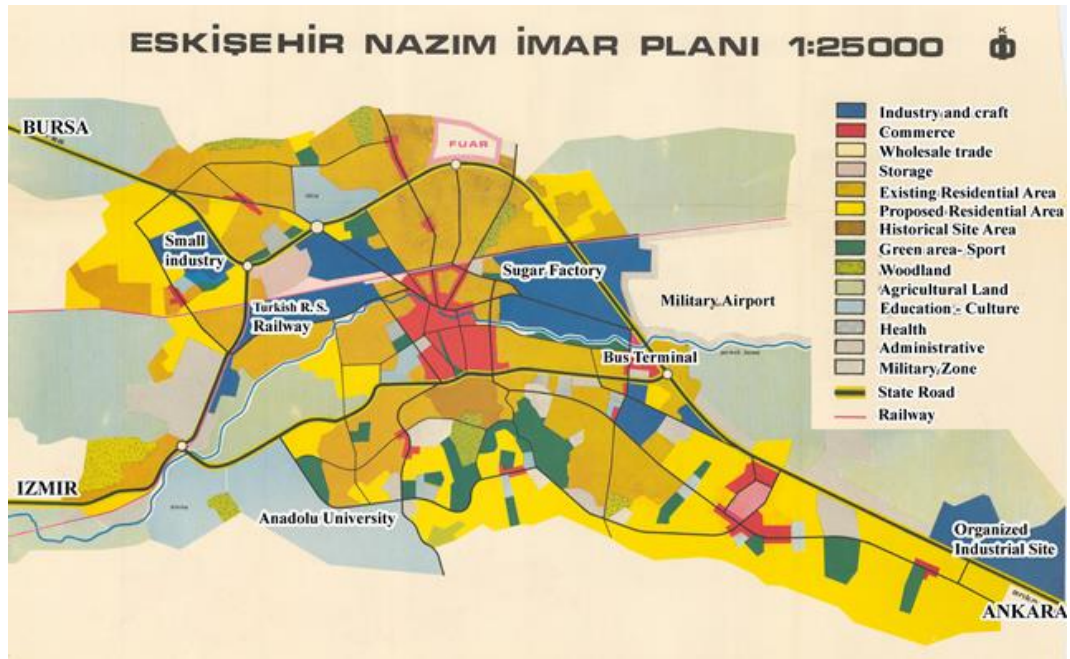 ESKİŞEHİR NAZIM İMAR PLANI 1:25000
BURSA
FUAR
Small
industry
Sugar Factory
Turkish R. S.
Railway
Military Airport
Bus Terminal
IZMIR
Anadolu University
Organized
Industrial Site
ANKARA
Industry and craft
Commerce
Wholesale trade
Storage
Existing Residential Area
Proposed Residential Area
Historical Site Area
Green area- Sport
Woodland
Agricultural Land
Education - Culture
Health
Administrative
Military Zone
State Road
Railway